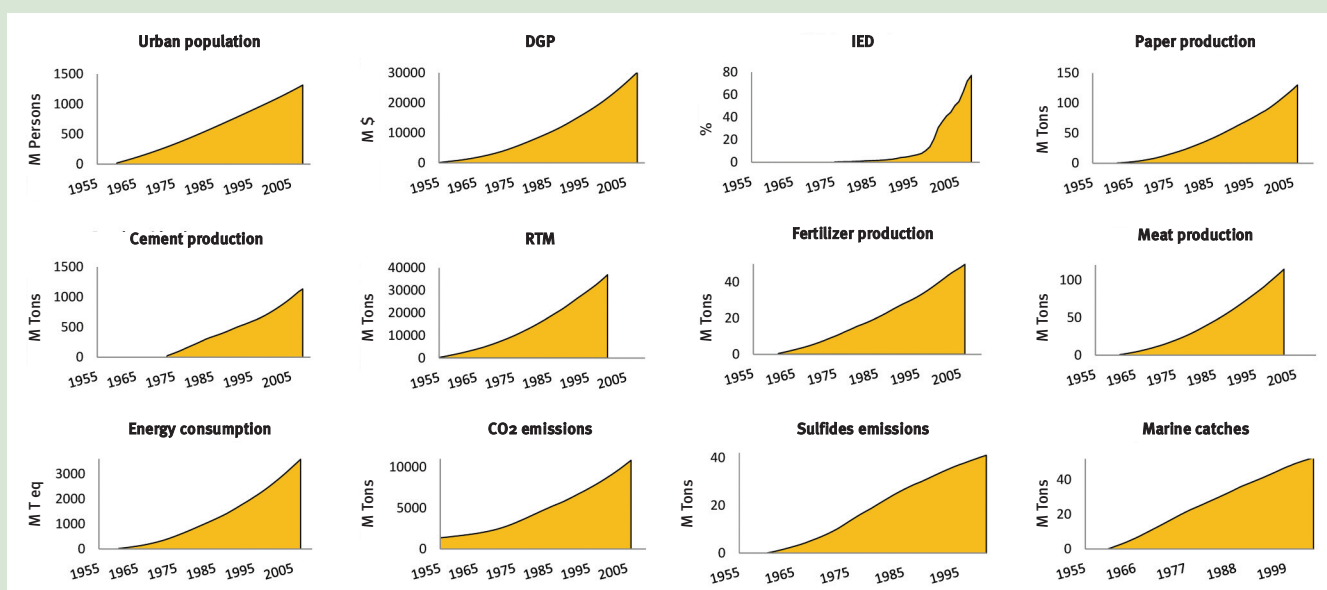 Urban population
M Persons
1500
1000
500
0
1955 1965 1975 1985 1995 2005
DGP
M $
30000
20000
10000
0
1955 1965 1975 1985 1995 2005
IED
%
80
60
40
20
0
1955 1965 1975 1985 1995 2005
Paper production
M Tons
150
100
50
0
1955 1965 1975 1985 1995 2005
Cement production
M Tons
1500
1000
500
0
1955 1965 1975 1985 1995 2005
RTM
M Tons
40000
30000
20000
10000
0
1955 1965 1975 1985 1995 2005
Fertilizer production
M Tons
40
20
0
1955 1965 1975 1985 1995 2005
Meat production
M Tons
100
50
0
1955 1965 1975 1985 1995 2005
Energy consumption
M T eq
3000
2000
1000
0
1955 1965 1975 1985 1995 2005
CO2 emissions
M Tons
10000
5000
0
1955 1965 1975 1985 1995 2005
Sulfides emissions
M Tons
40
20
0
1955 1965 1975 1985 1995
Marine catches
M Tons
40
20
0
1955 1966 1977 1988 1999